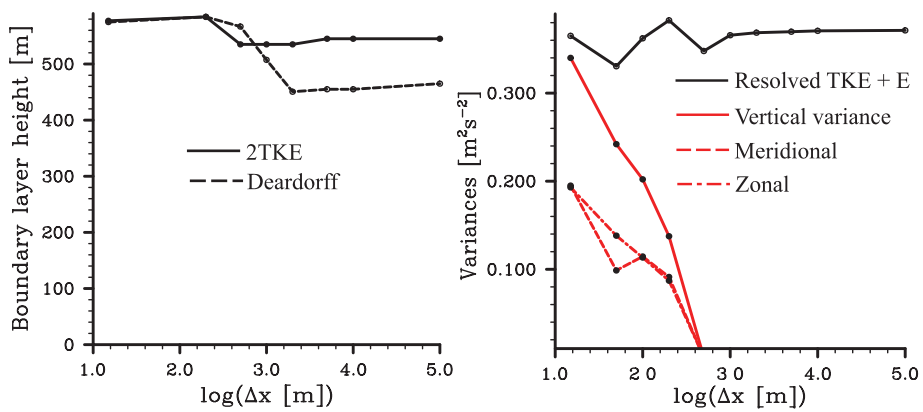 Boundary layer height [m]
500
400
300
200
100
0
2TKE
Deardorff
1.0 2.0 3.0 4.0 5.0
log(Δx [m])
Variances [m²s⁻²]
0.300
0.200
0.100
Resolved TKE + E
Vertical variance
Meridional
Zonal
1.0 2 0 3 0 4 0 5.0
log(Δx [m])